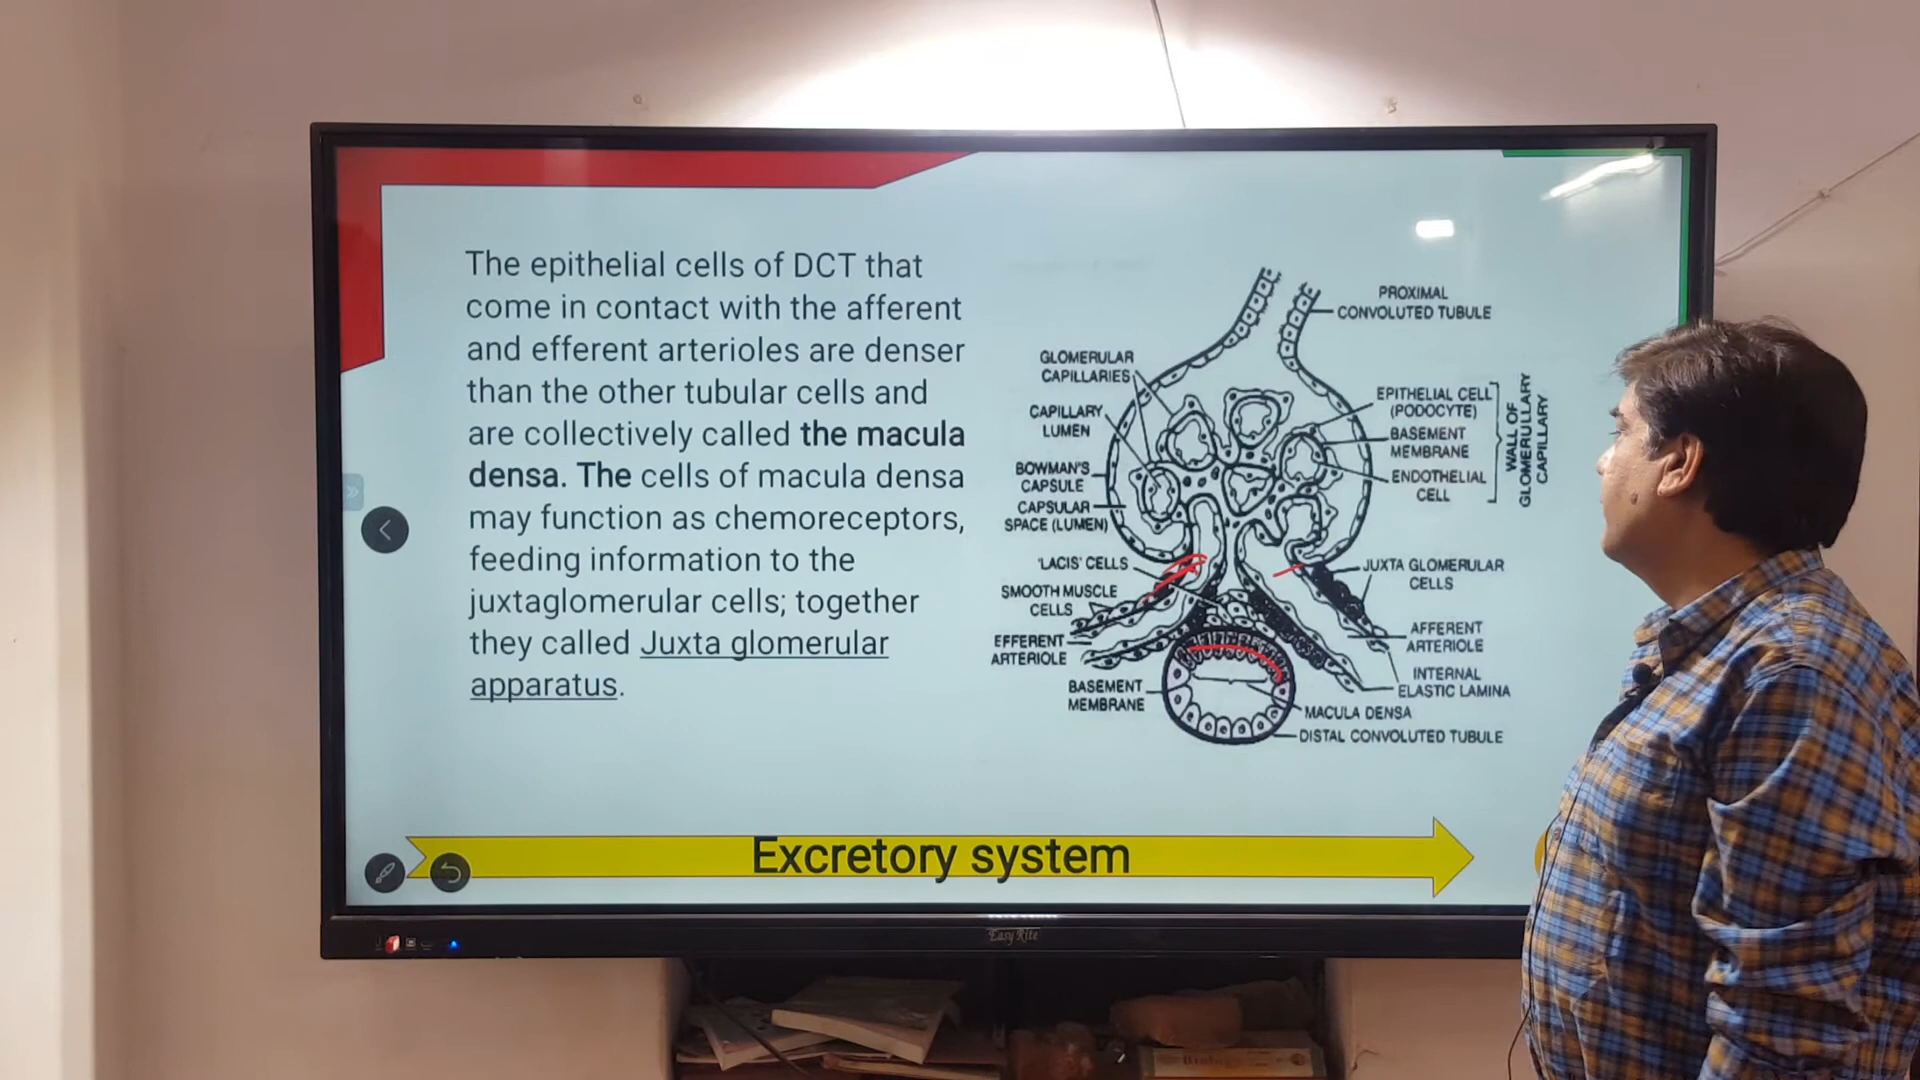 The epithelial cells of DCT that
come in contact with the afferent
and efferent arterioles are denser
than the other tubular cells and
are collectively called the macula
densa. The cells of macula densa
may function as chemoreceptors,
feeding information to the
juxtaglomerular cells; together
they called Juxta glomerular
apparatus.
PROXIMAL
CONVOLUTED TUBULE
GLOMERULAR
CAPILLARIES
CAPILLARY
LUMEN
BOWMAN'S
CAPSULE
CAPSULAR
SPACE (LUMEN)
'LACIS' CELLS
SMOOTH MUSCLE
CELLS
EFFERENT
ARTERIOLE
BASEMENT
MEMBRANE
EPITHELIAL CELL
(PODOCYTE)
BASEMENT
MEMBRANE
ENDOTHELIAL
CELL
WALL OF
GLOMERULLARY
CAPILLARY
JUXTA GLOMERULAR
CELLS
AFFERENT
ARTERIOLE
INTERNAL
ELASTIC LAMINA
MACULA DENSA
DISTAL CONVOLUTED TUBULE
Excretory system
EasyRite
Biology